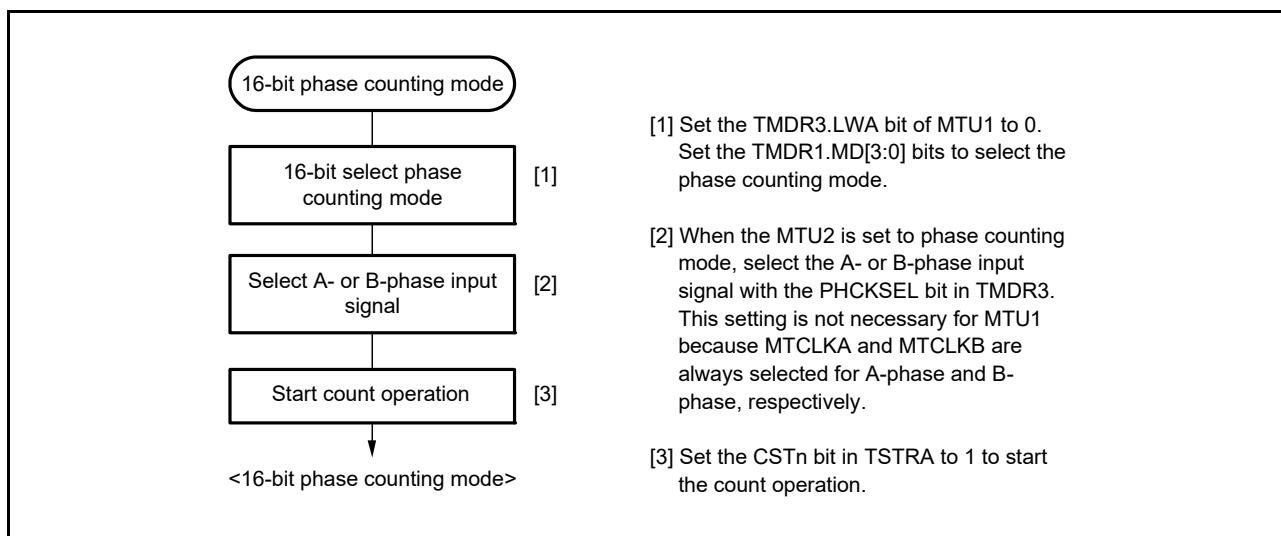 16-bit phase counting mode
16-bit select phase
counting mode
[1]
Select A- or B-phase input
signal
[2]
Start count operation
[3]
<16-bit phase counting mode>
[1] Set the TMDR3.LWA bit of MTU1 to 0.
Set the TMDR1.MD[3:0] bits to select the
phase counting mode.
[2] When the MTU2 is set to phase counting
mode, select the A- or B-phase input
signal with the PHCKSEL bit in TMDR3.
This setting is not necessary for MTU1
because MTCLKA and MTCLKB are
always selected for A-phase and B-
phase, respectively.
[3] Set the CSTn bit in TSTRA to 1 to start
the count operation.